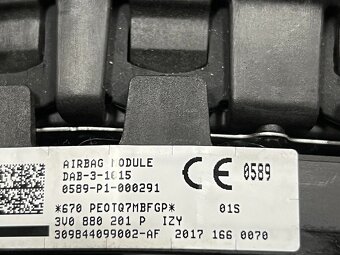 AIRBAG MODULE
DAB-3-1615
0589-P1-000291
CE 0589
*670 PEOTQ7MBFGP* 01S
3V0 880 201 P IZY
309844099002-AF 2017 166 0070